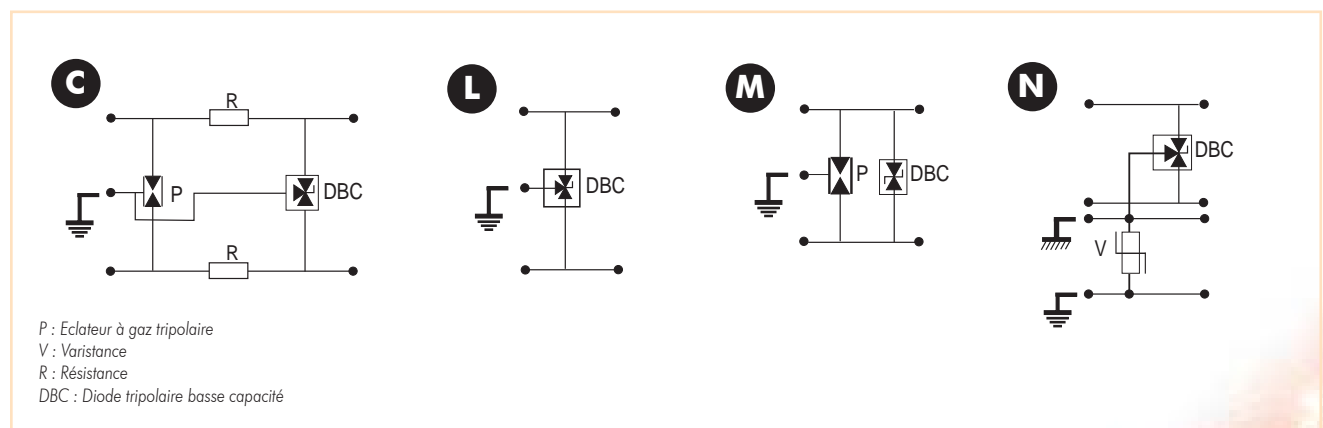 C
L
M
N
R
P
DBC
R
DBC
P
DBC
DBC
V
P : Eclateur à gaz tripolaire
V : Varistance
R : Résistance
DBC : Diode tripolaire basse capacité